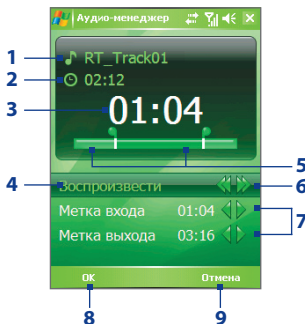 Аудио-менеджер
1 RT_Track01
2 02:12
3 01:04
5
4 Воспроизвести 6
Метка входа 01:04
7
Метка выхода 03:16
ОК Отмена
8 9